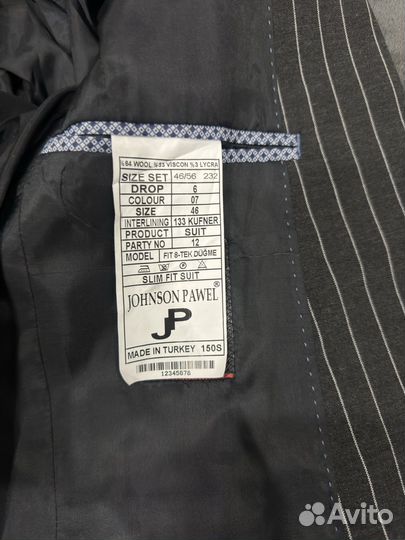 %64 WOOL %33 VISCON %3 LYCRA
SIZE SET 46/56 232
DROP 6
COLOUR 07
SIZE 46
INTERLINING 133 KUFNER
PRODUCT SUIT
PARTY NO 12
MODEL FIT 8-TEK DÜĞME
SLIM FIT SUIT
JOHNSON PAWEL®
JP
MADE IN TURKEY 150S
12345678
Avito